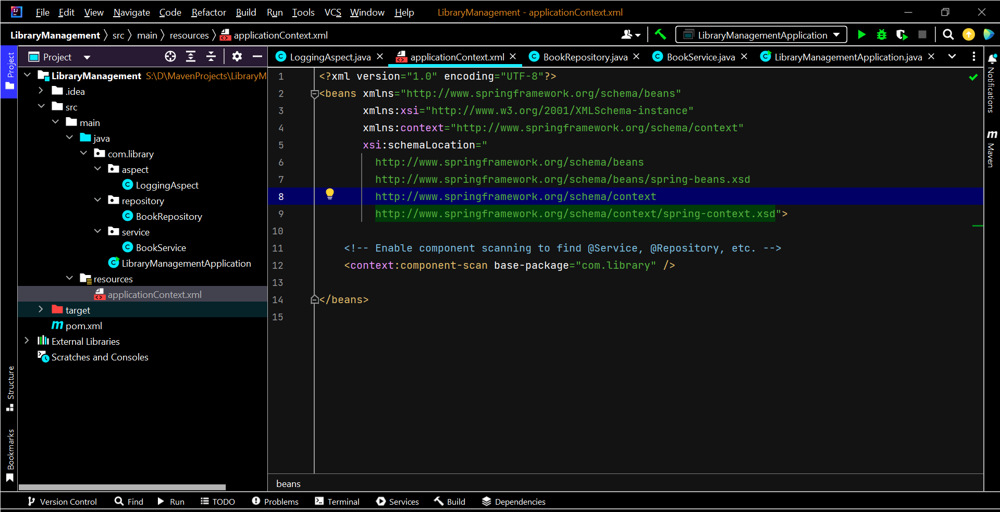 File Edit View Navigate Code Refactor Build Run Tools VCS Window Help LibraryManagement - applicationContext.xml
LibraryManagement src main resources applicationContext.xml LibraryManagementApplication
Project
Project
LoggingAspect.java applicationContext.xml BookRepository.java BookService.java LibraryManagementApplication.java
LibraryManagement S:\D\MavenProjects\LibraryM
.idea
src
main
java
com.library
aspect
LoggingAspect
repository
BookRepository
service
BookService
LibraryManagementApplication
resources
applicationContext.xml
target
pom.xml
External Libraries
Scratches and Consoles
Structure
Bookmarks
1 <?xml version="1.0" encoding="UTF-8"?>
2 <beans xmlns="http://www.springframework.org/schema/beans"
3 xmlns:xsi="http://www.w3.org/2001/XMLSchema-instance"
4 xmlns:context="http://www.springframework.org/schema/context"
5 xsi:schemaLocation="
6 http://www.springframework.org/schema/beans
7 http://www.springframework.org/schema/beans/spring-beans.xsd
8 http://www.springframework.org/schema/context
9 http://www.springframework.org/schema/context/spring-context.xsd">
10
11 <!-- Enable component scanning to find @Service, @Repository, etc. -->
12 <context:component-scan base-package="com.library" />
13
14 </beans>
15
Notifications
Maven
beans
Version Control Find Run TODO Problems Terminal Services Build Dependencies